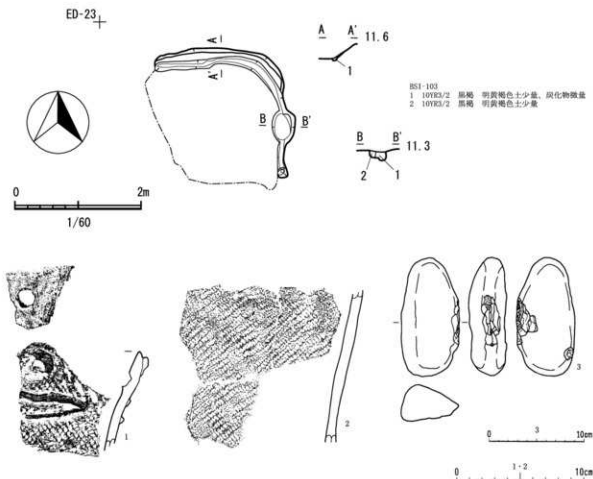 ED-23
A
A'
A A' 11.6
1
BSI-103
1 10YR3/2 黒褐 明黄褐色土少量、炭化物微量
2 10YR3/2 黒褐 明黄褐色土少量
B B'
B B' 11.3
2 1
0 2m
1/60
1
2
3
3
0 10cm
1・2
0 10cm